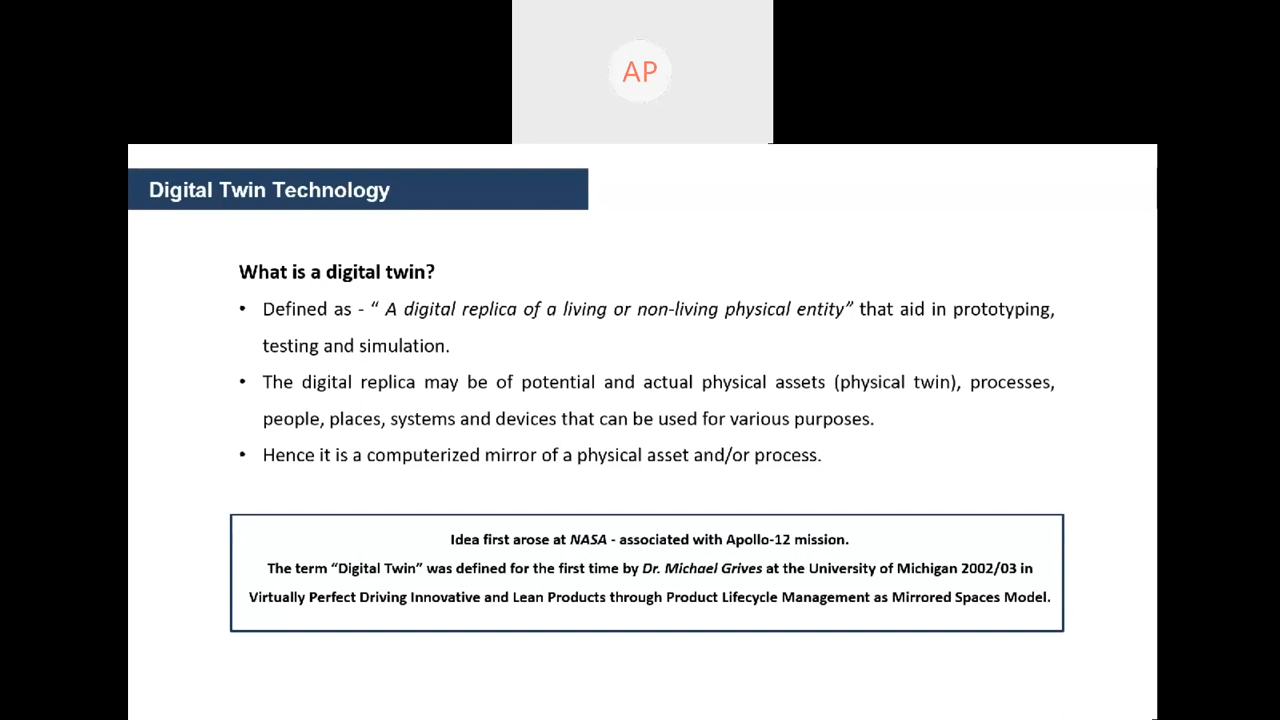 AP
Digital Twin Technology
What is a digital twin?
• Defined as - “ A digital replica of a living or non-living physical entity” that aid in prototyping,
testing and simulation.
• The digital replica may be of potential and actual physical assets (physical twin), processes,
people, places, systems and devices that can be used for various purposes.
• Hence it is a computerized mirror of a physical asset and/or process.
Idea first arose at NASA - associated with Apollo-12 mission.
The term “Digital Twin” was defined for the first time by Dr. Michael Grives at the University of Michigan 2002/03 in
Virtually Perfect Driving Innovative and Lean Products through Product Lifecycle Management as Mirrored Spaces Model.